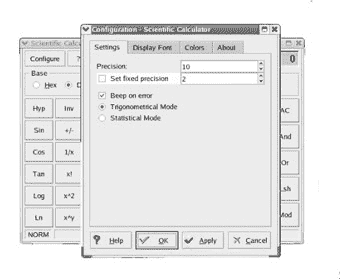 Configuration - Scientific Calculator
Scientific Calc
Settings Display Font Colors About
Configure ?
0
Precision: 10
Set fixed precision 2
Base
Hex
Beep on error
Trigonometrical Mode
Statistical Mode
Hyp Inv AC
Sin +/- And
Cos 1/x Or
Tan x!
Log x^2 Mod
Ln x^y
Help OK Apply Cancel
NORM